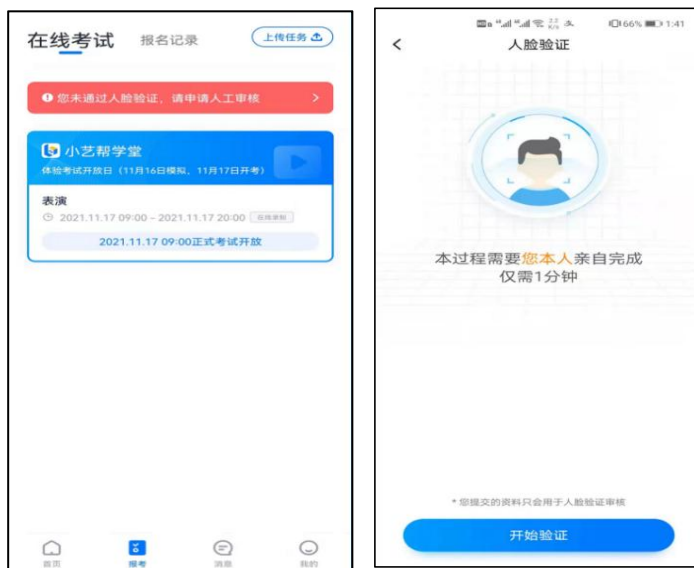 在线考试
报名记录
上传任务
您未通过人脸验证，请申请人工审核
小艺帮学堂
体验考试开放日（11月16日模拟，11月17日开考）
表演
2021.11.17 09:00 – 2021.11.17 20:00
在线录制
2021.11.17 09:00正式考试开放
首页
报考
消息
我的
66%
1:41
人脸验证
本过程需要您本人亲自完成
仅需1分钟
* 您提交的资料只会用于人脸验证审核
开始验证